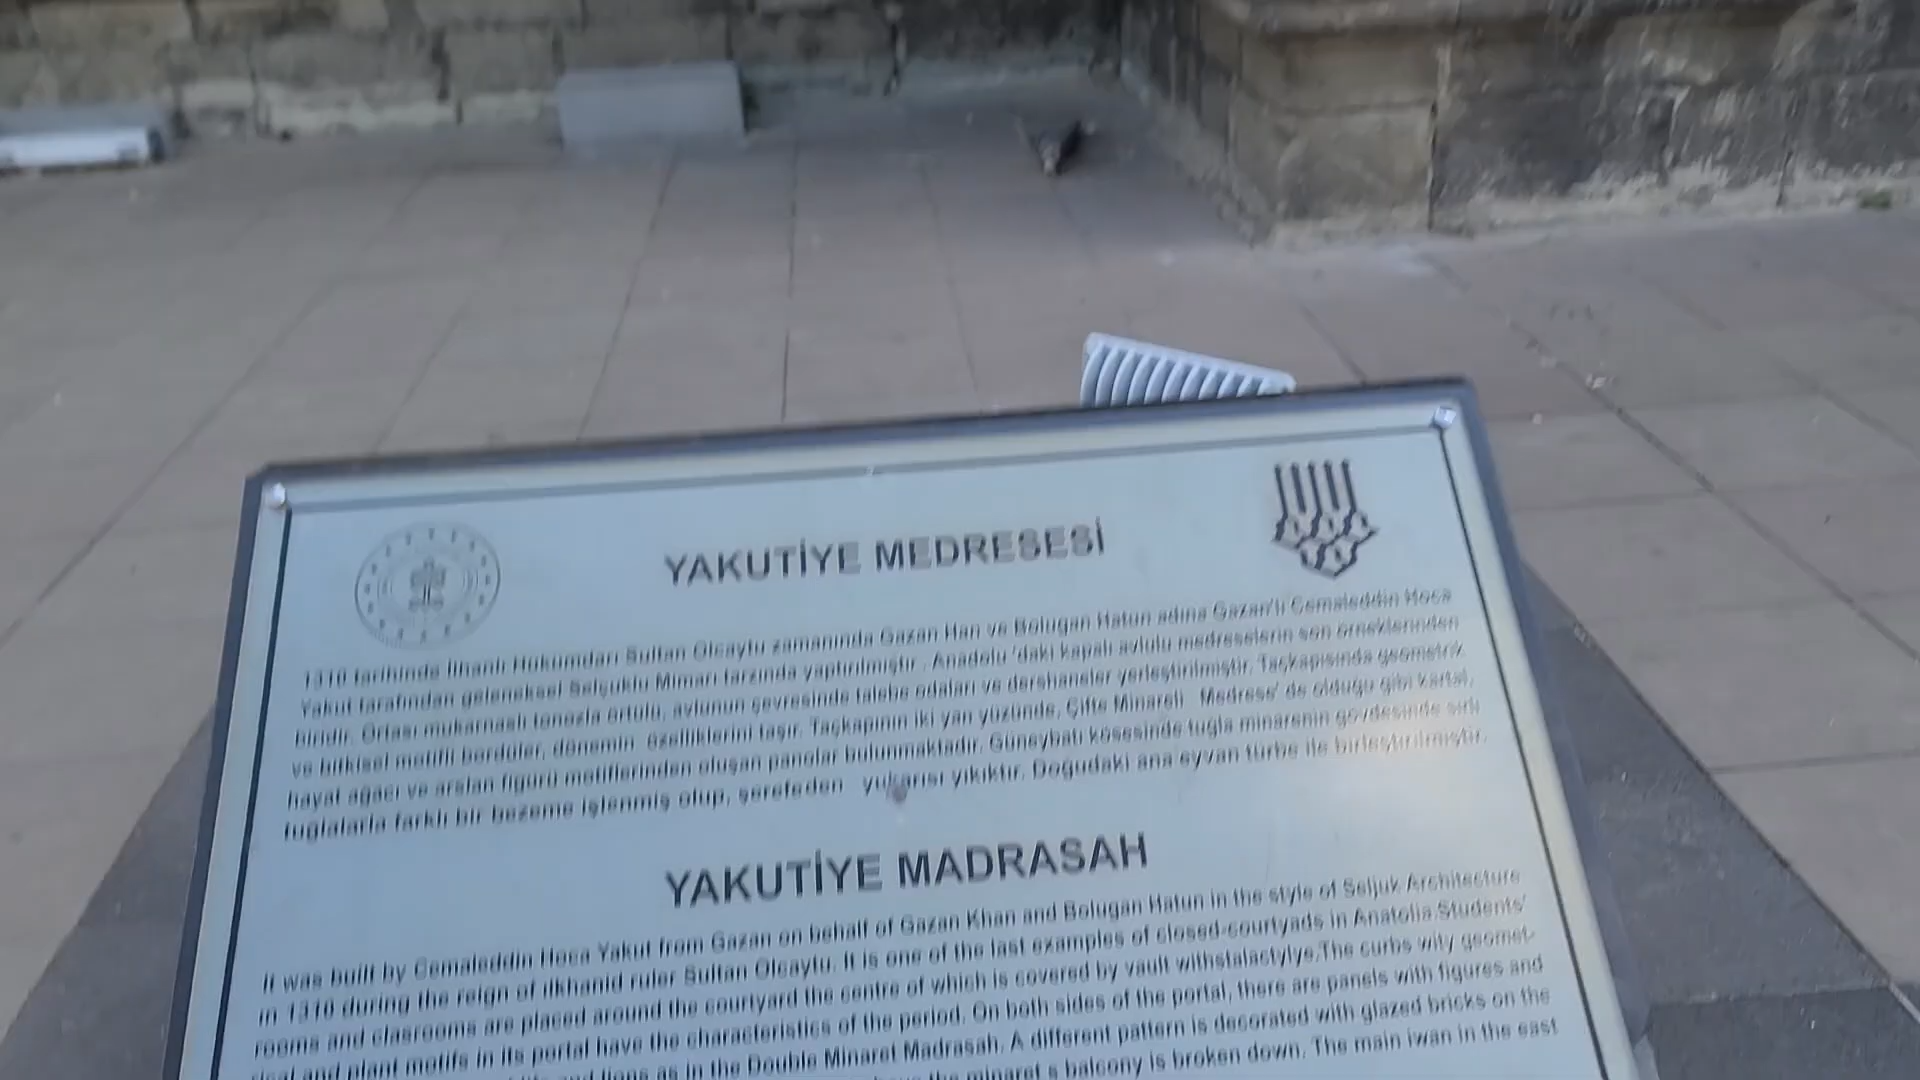 YAKUTİYE MEDRESESİ
1310 tarihinde İlhanlı Hükümdarı Sultan Olcaytu zamanında Gazan Han ve Bolugan Hatun adına Gazan'lı Cemaleddin Hoca
Yakut tarafından geleneksel Selçuklu Mimari tarzında yaptırılmıştır . Anadolu 'daki kapalı avlulu medreselerin son örneklerinden
biridir. Ortası mukarnaslı tonozla örtülü, avlunun çevresinde talebe odaları ve dershaneler yerleştirilmiştir. Taçkapısında geometrik
ve bitkisel motifli bordüler, dönemin özelliklerini taşır. Taçkapının iki yan yüzünde, Çifte Minareli Medrese' de olduğu gibi kartal,
hayat ağacı ve arslan figürü motiflerinden oluşan panolar bulunmaktadır. Güneybatı köşesinde tuğla minarenin gövdesinde sırlı
tuğlalarla farklı bir bezeme işlenmiş olup, şerefeden yukarısı yıkıktır. Doğudaki ana eyvan türbe ile birleştirilmiştir.
YAKUTİYE MADRASAH
It was built by Cemaleddin Hoca Yakut from Gazan on behalf of Gazan Khan and Bolugan Hatun in the style of Seljuk Architecture
in 1310 during the reign of Ilkhanid ruler Sultan Olcaytu. It is one of the last examples of closed-courtyads in Anatolia.Students'
rooms and clasrooms are placed around the courtyard the centre of which is covered by vault withstalactylye.The curbs wity geomet-
rical and plant motifs in its portal have the characteristics of the period. On both sides of the portal, there are panels with figures and
and lions as in the Double Minaret Madrasah. A different pattern is decorated with glazed bricks on the
the minaret s balcony is broken down. The main iwan in the east